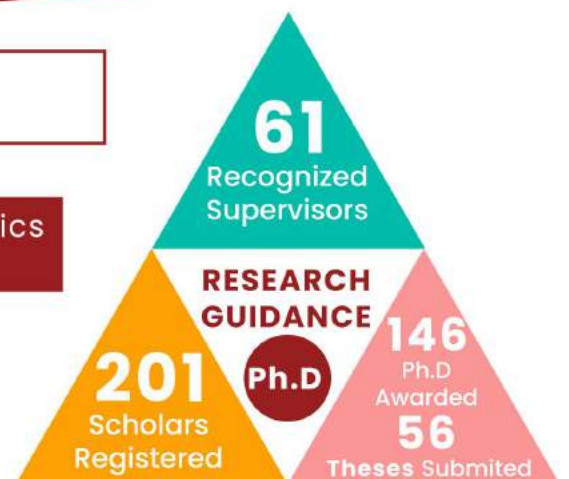 61
Recognized
Supervisors
ics
RESEARCH
GUIDANCE
Ph.D
201
Scholars
Registered
146
Ph.D
Awarded
56
Theses Submited